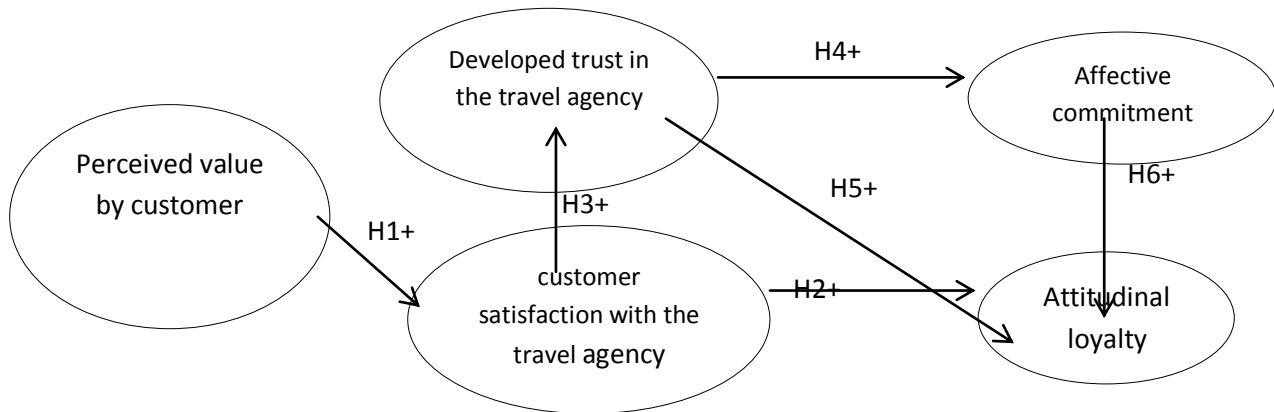 Developed trust in
the travel agency
H4+
Affective
commitment
Perceived value
by customer
H1+
H3+
H5+
H6+
customer
satisfaction with the
travel agency
H2+
Attitudinal
loyalty